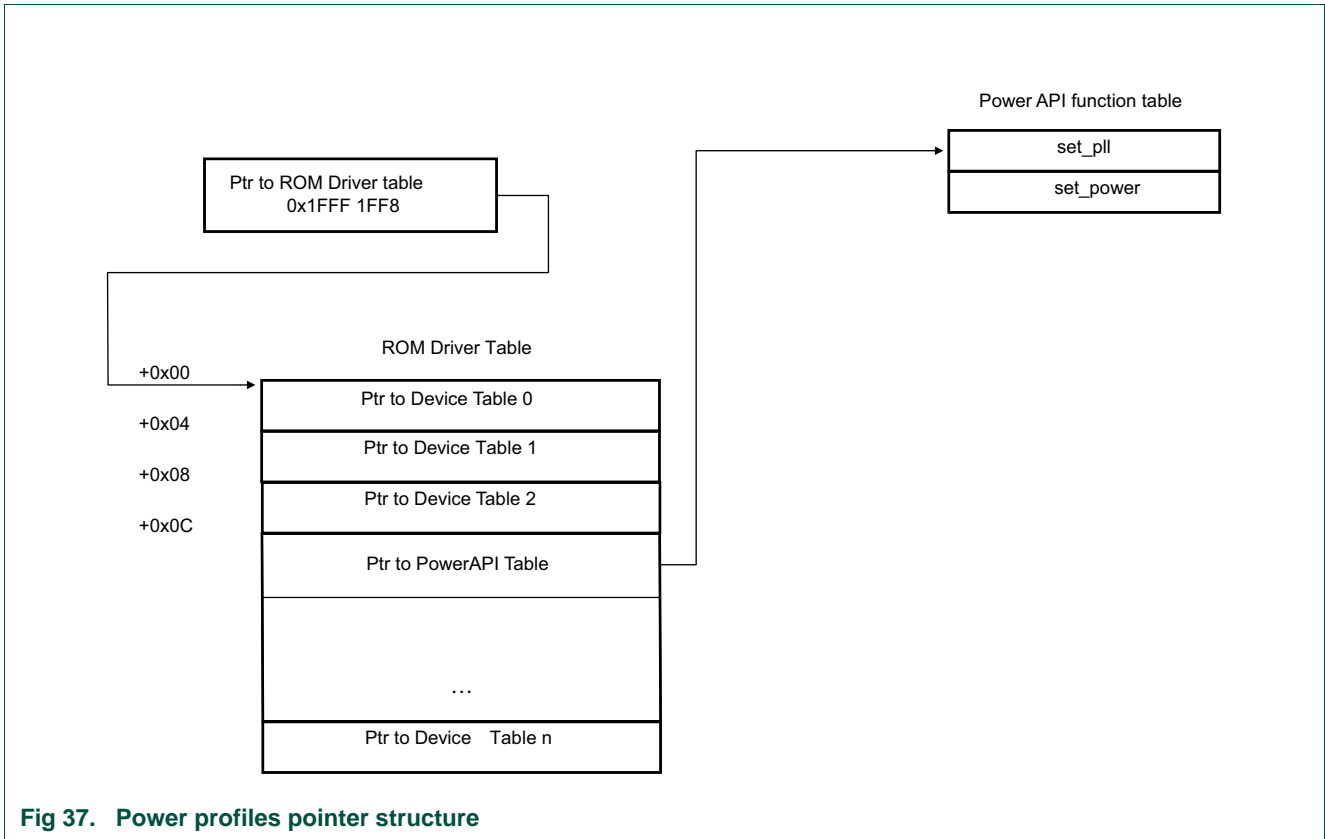 Power API function table
set_pll
set_power
Ptr to ROM Driver table
0x1FFF 1FF8
ROM Driver Table
+0x00
Ptr to Device Table 0
+0x04
Ptr to Device Table 1
+0x08
Ptr to Device Table 2
+0x0C
Ptr to PowerAPI Table
...
Ptr to Device Table n
Fig 37. Power profiles pointer structure